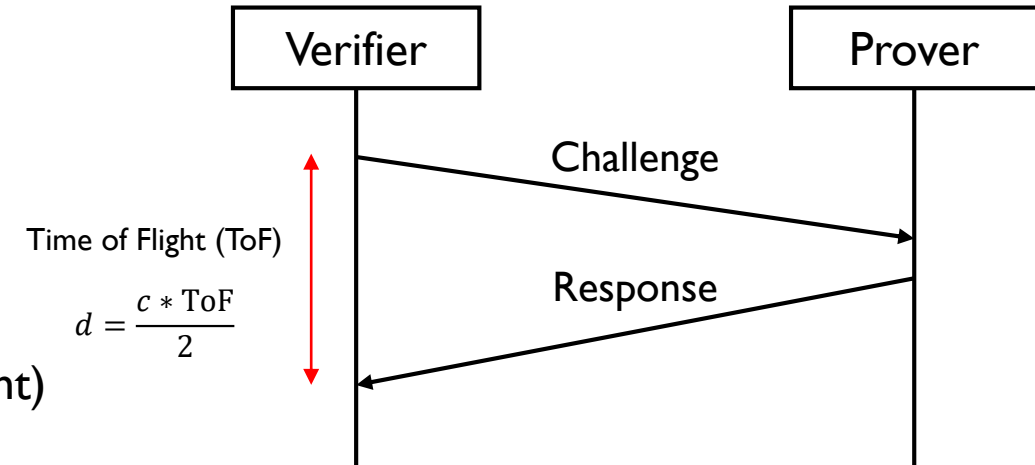 Verifier
Prover
Challenge
Time of Flight (ToF)
Response
d = c * ToF / 2
nt)